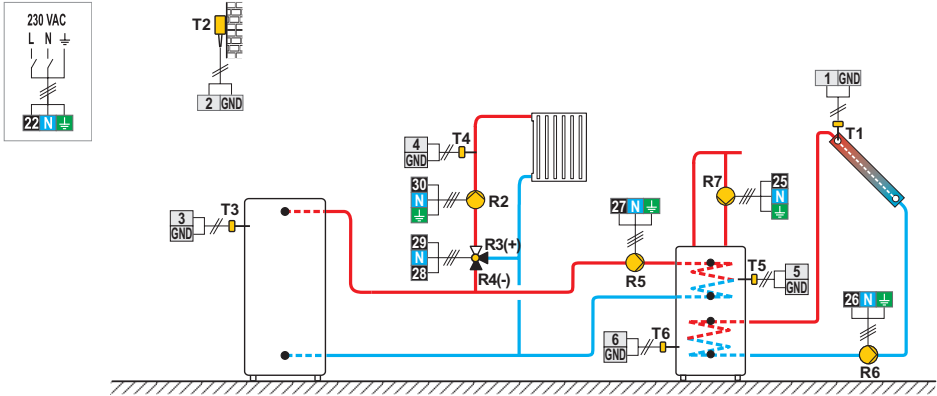 230 VAC
L N
22 N
T2
2 GND
1 GND
T1
4
GND
T4
30
N
R2
29
N
28
R3(+)
R4(-)
3
GND
T3
27 N
R5
R7
25
N
T5
5
GND
6
GND
T6
26 N
R6